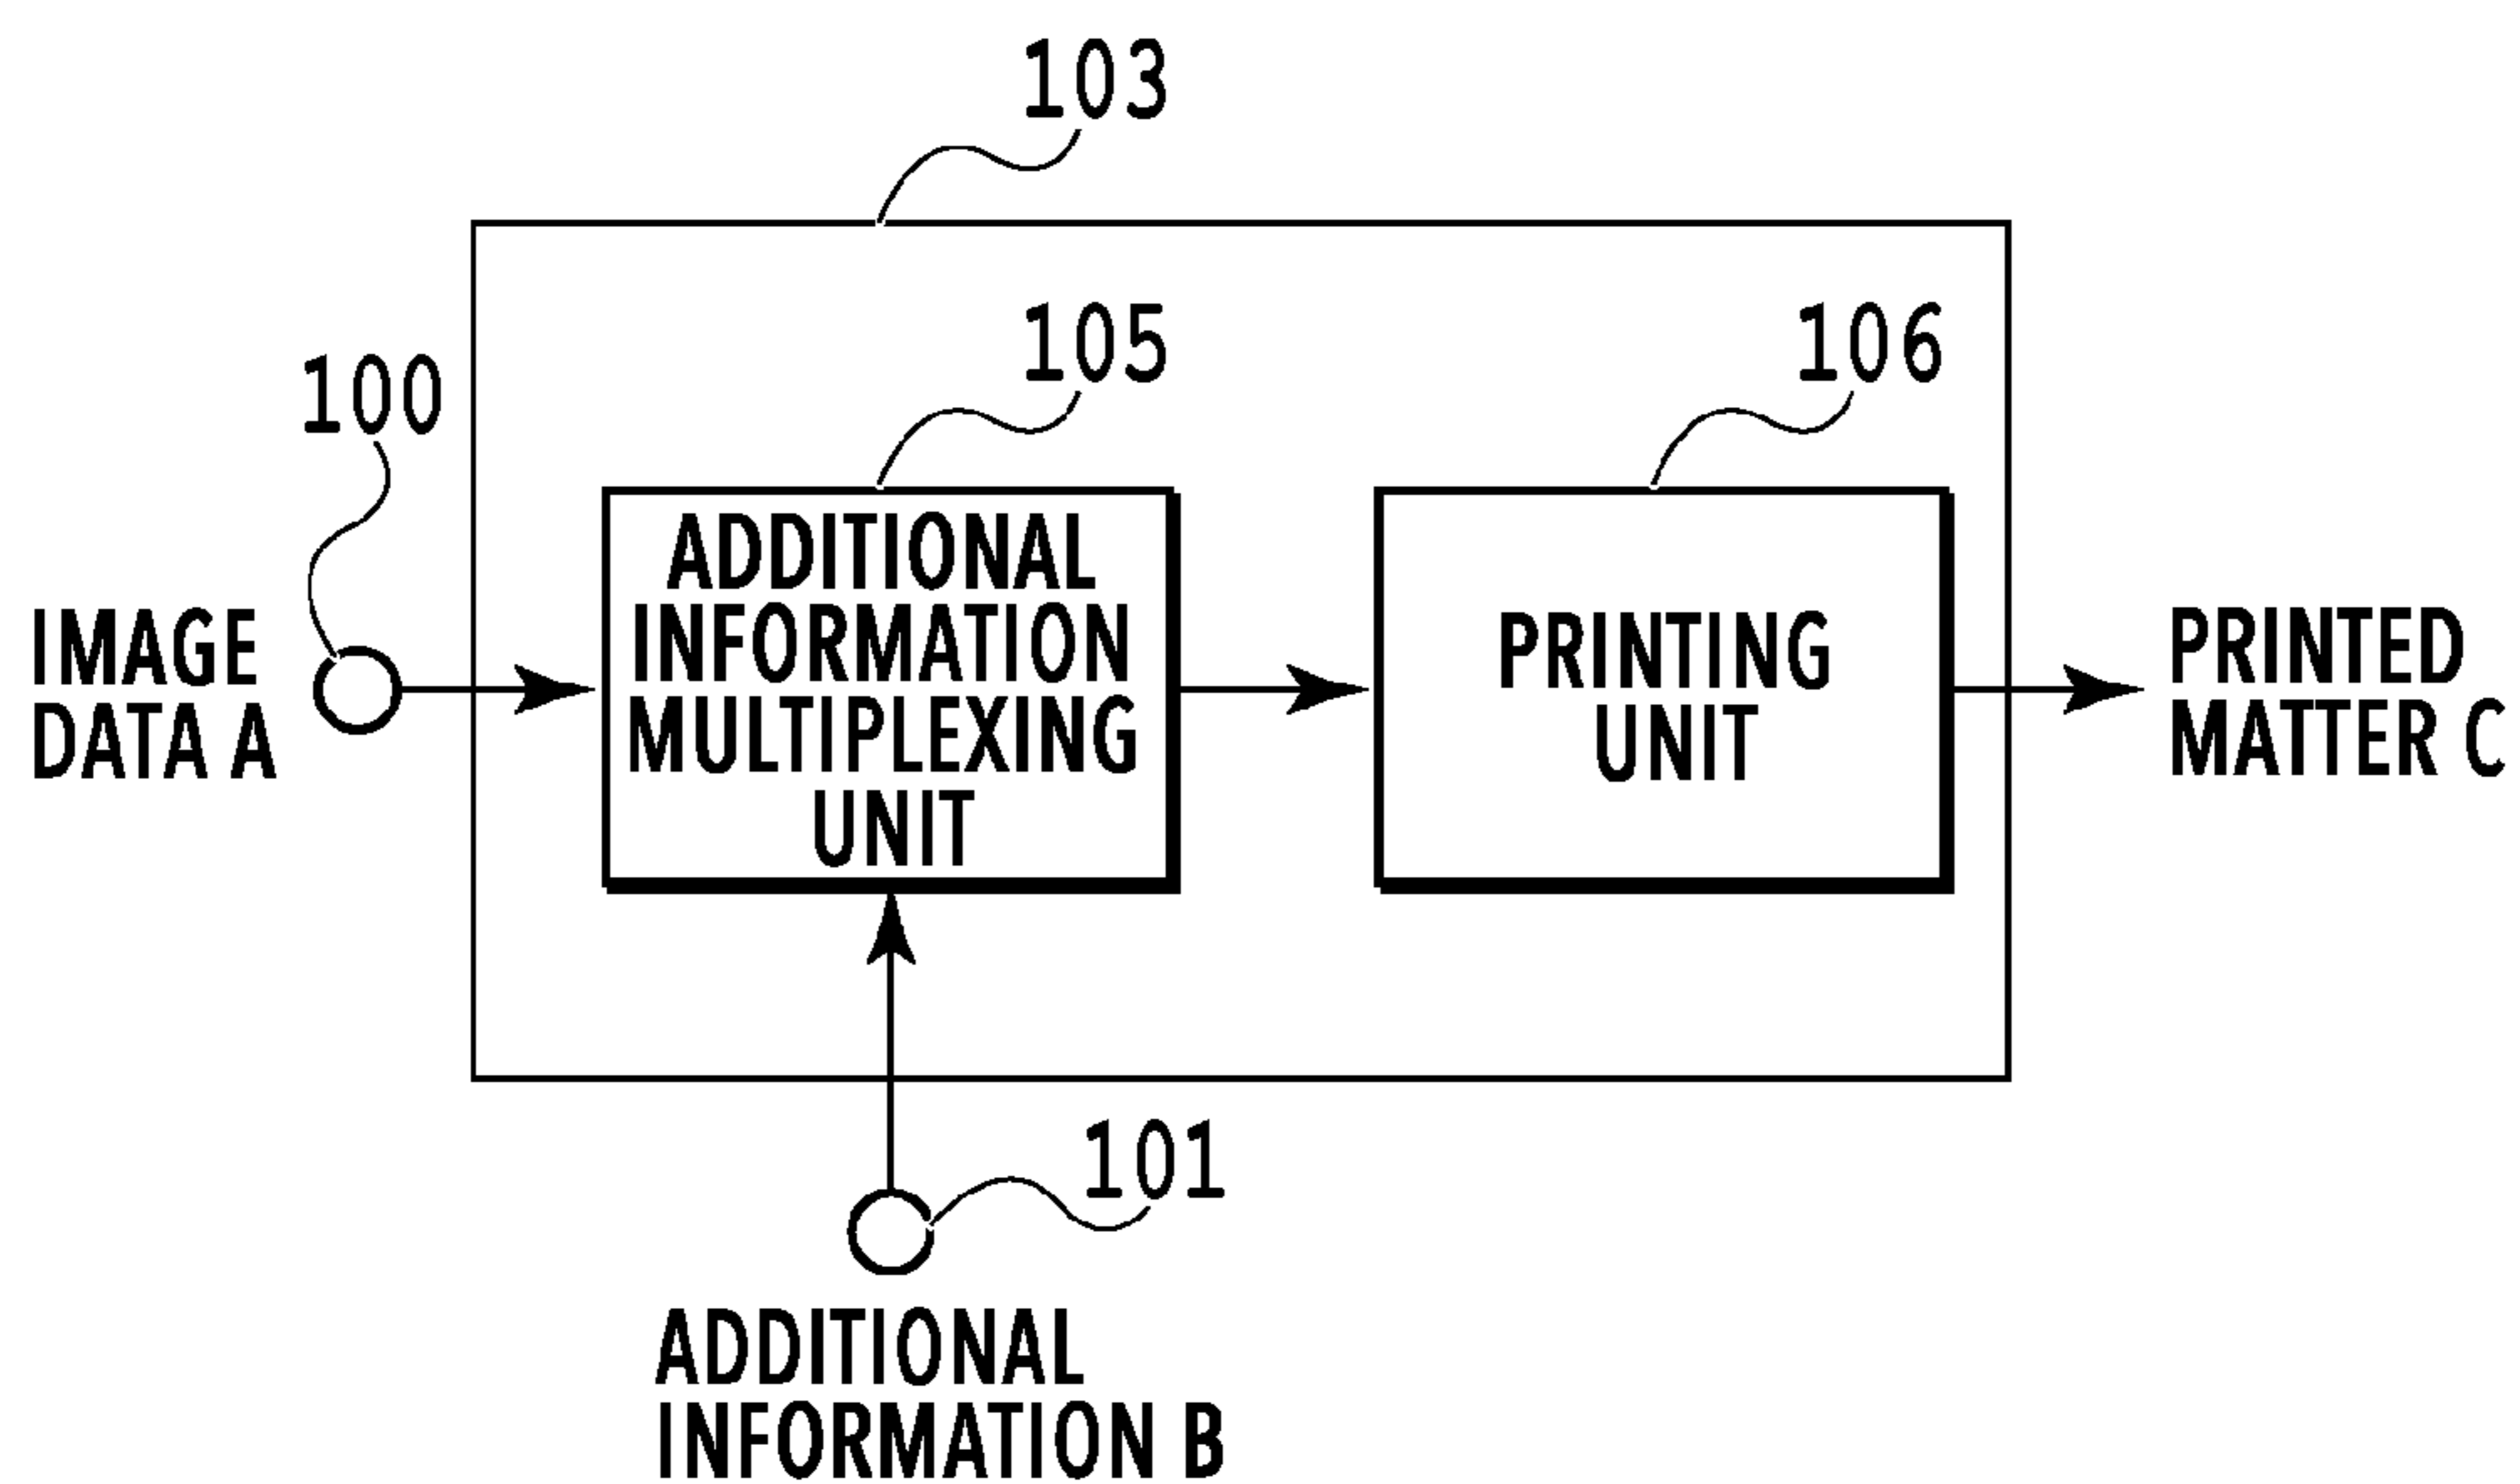 103
105
106
100
ADDITIONAL
INFORMATION
MULTIPLEXING
UNIT
PRINTING
UNIT
IMAGE
DATA A
PRINTED
MATTER C
101
ADDITIONAL
INFORMATION B